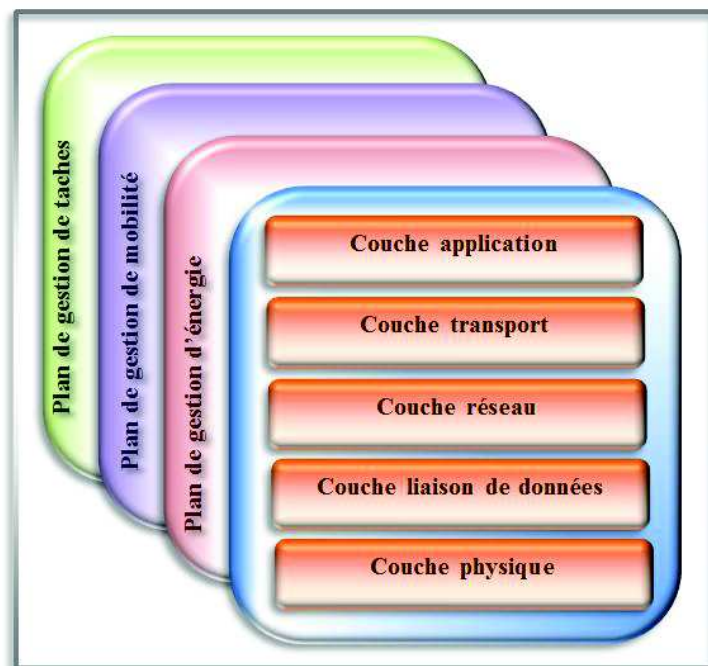 Plan de gestion de taches
Plan de gestion de mobilité
Plan de gestion d'énergie
Couche application
Couche transport
Couche réseau
Couche liaison de données
Couche physique